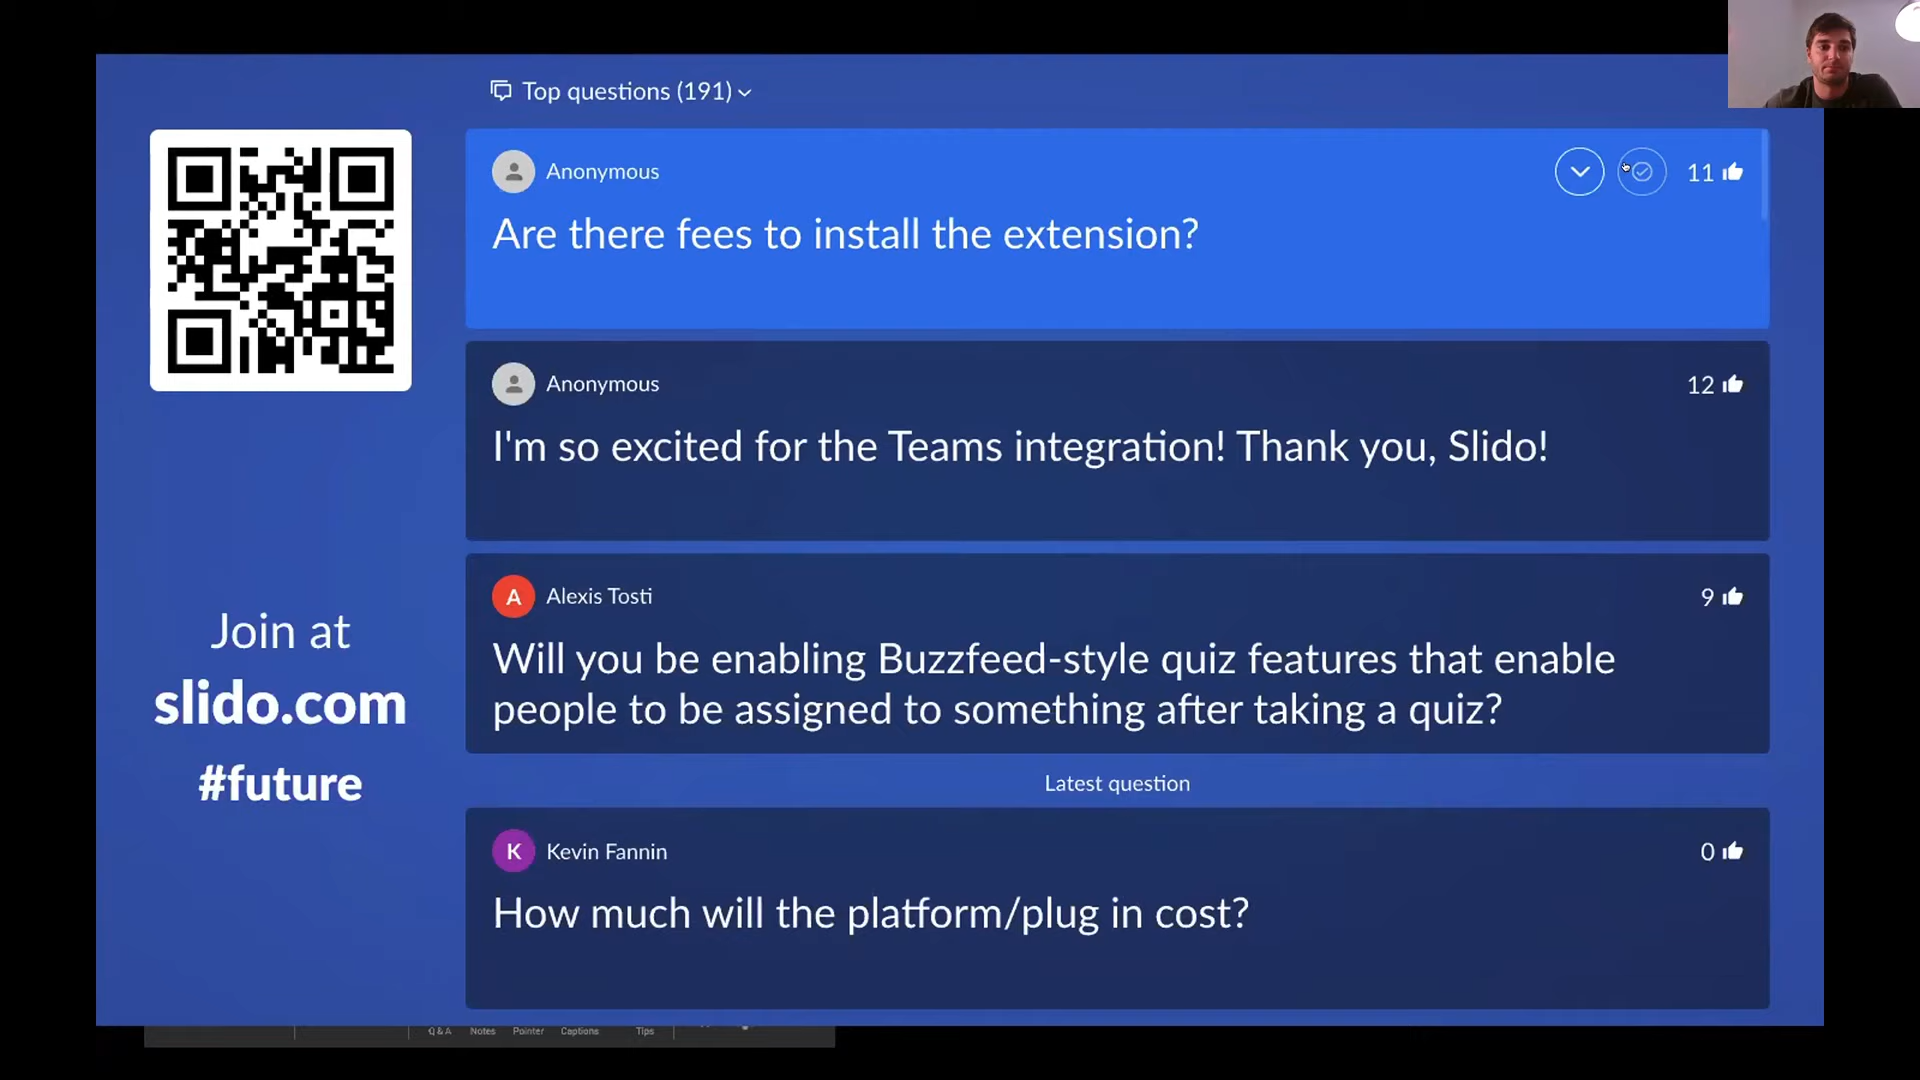 Top questions (191)
Anonymous
11
Are there fees to install the extension?
Anonymous
12
I'm so excited for the Teams integration! Thank you, Slido!
A
Alexis Tosti
9
Will you be enabling Buzzfeed-style quiz features that enable
people to be assigned to something after taking a quiz?
Latest question
K
Kevin Fannin
0
How much will the platform/plug in cost?
Join at
slido.com
#future
Q&A Notes Pointer Captions Tips